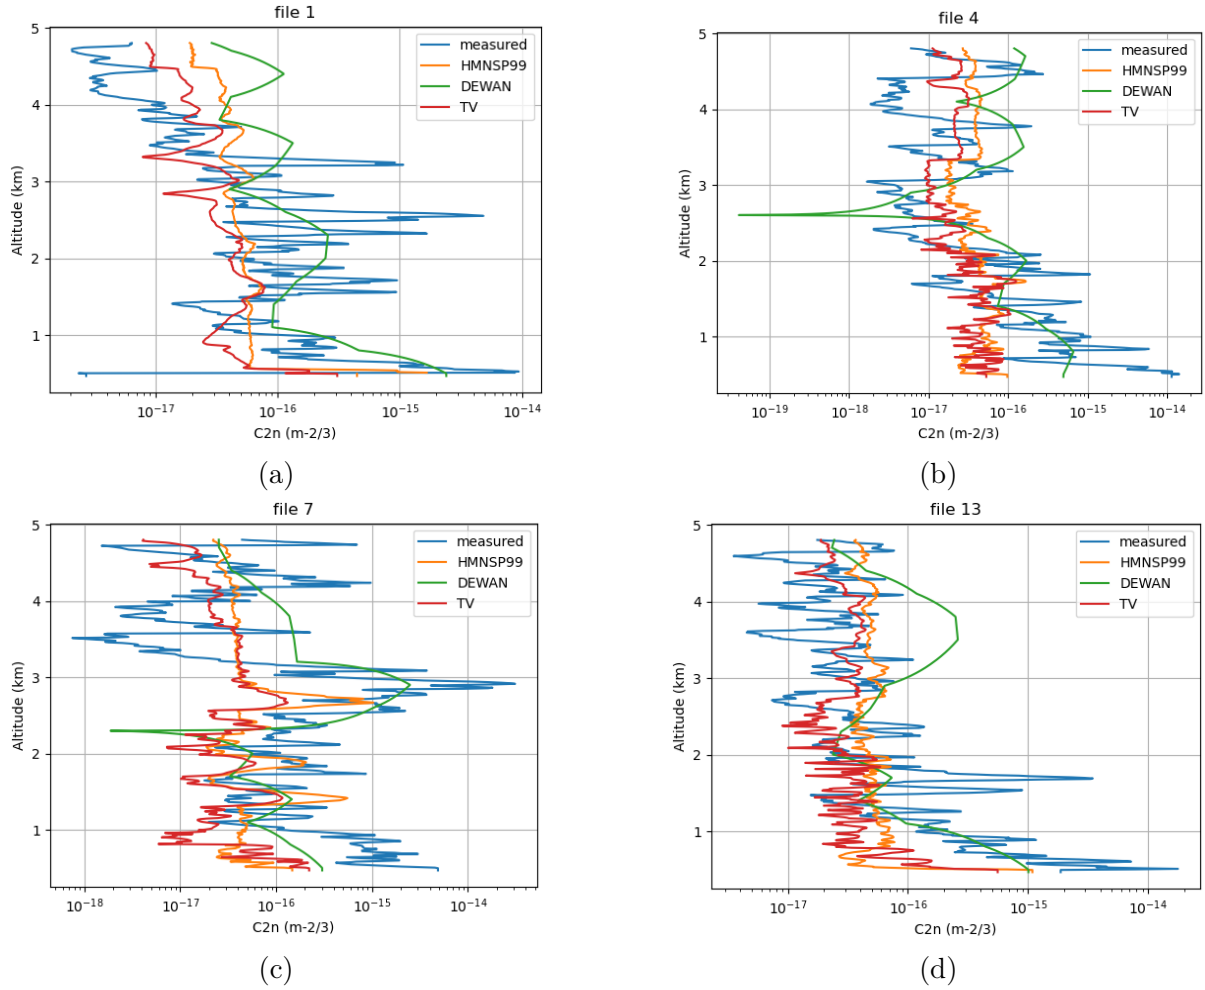 file 1
5
4
3
2
1
Altitude (km)
measured
HMNSP99
DEWAN
TV
10−17
10−16
10−15
10−14
C2n (m-2/3)
(a)
file 4
5
4
3
2
1
Altitude (km)
measured
HMNSP99
DEWAN
TV
10−19
10−18
10−17
10−16
10−15
10−14
C2n (m-2/3)
(b)
file 7
5
4
3
2
1
Altitude (km)
measured
HMNSP99
DEWAN
TV
10−18
10−17
10−16
10−15
10−14
C2n (m-2/3)
(c)
file 13
5
4
3
2
1
Altitude (km)
measured
HMNSP99
DEWAN
TV
10−17
10−16
10−15
10−14
C2n (m-2/3)
(d)